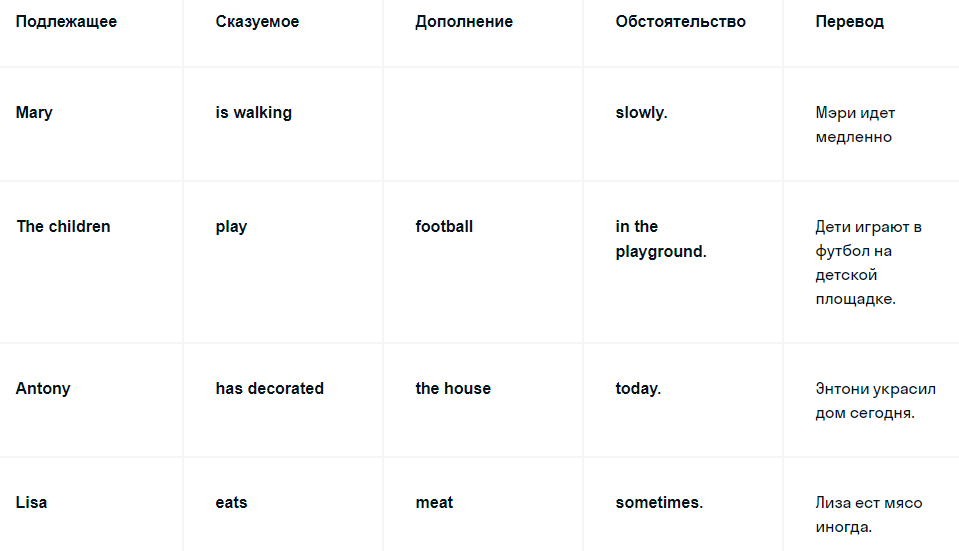 Подлежащее Сказуемое Дополнение Обстоятельство Перевод
Mary is walking slowly. Мэри идет
медленно
The children play football in the Дети играют в
playground. футбол на
детской
площадке.
Antony has decorated the house today. Энтони украсил
дом сегодня.
Lisa eats meat sometimes. Лиза ест мясо
иногда.